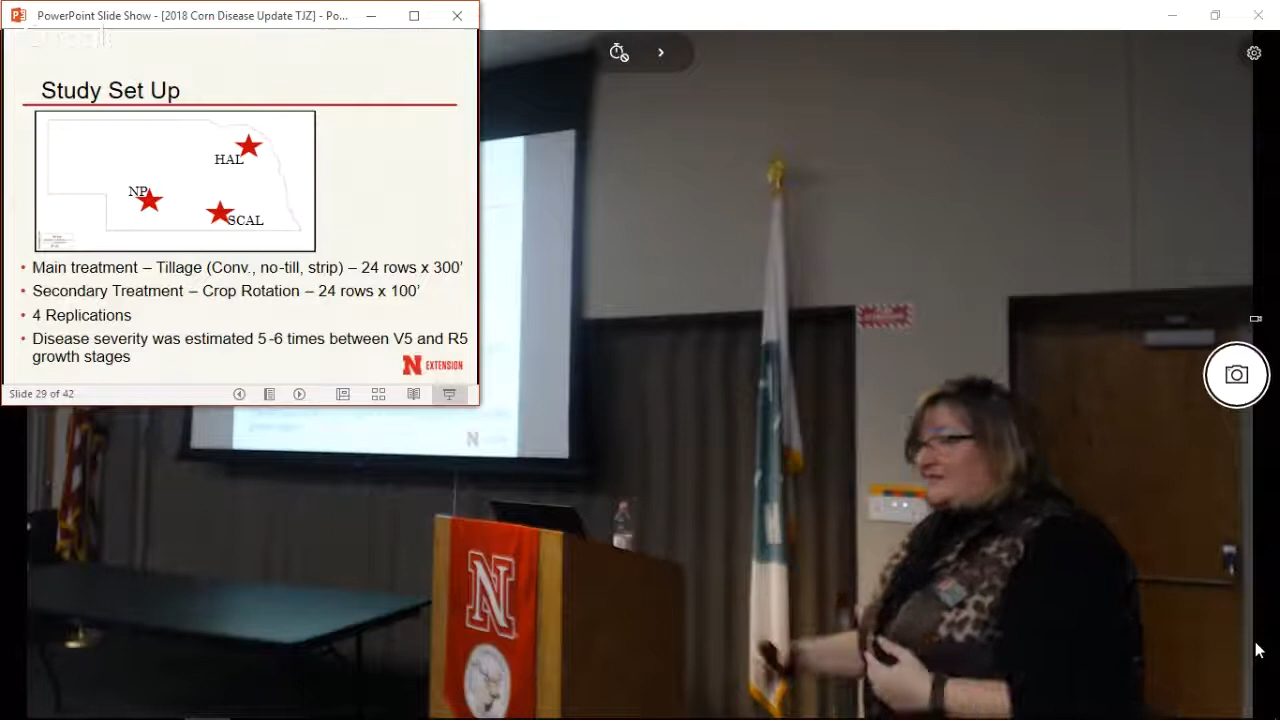 PowerPoint Slide Show - [2018 Corn Disease Update TJZ] - Po...
Study Set Up
HAL
NP
SCAL
• Main treatment – Tillage (Conv., no-till, strip) – 24 rows x 300’
• Secondary Treatment – Crop Rotation – 24 rows x 100’
• 4 Replications
• Disease severity was estimated 5-6 times between V5 and R5
growth stages
N EXTENSION
Slide 29 of 42
N
N